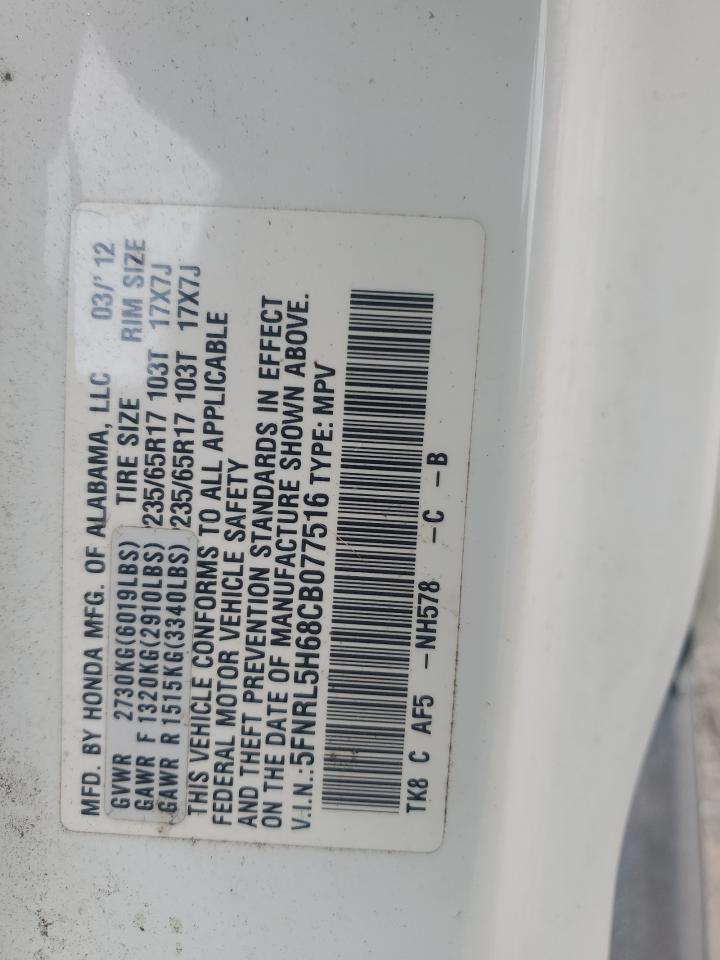 MFD. BY HONDA MFG. OF ALABAMA, LLC 03/' 12
GVWR 2730KG(6019LBS) TIRE SIZE RIM SIZE
GAWR F 1320KG(2910LBS) 235/65R17 103T 17X7J
GAWR R 1515KG(3340LBS) 235/65R17 103T 17X7J
THIS VEHICLE CONFORMS TO ALL APPLICABLE
FEDERAL MOTOR VEHICLE SAFETY
AND THEFT PREVENTION STANDARDS IN EFFECT
ON THE DATE OF MANUFACTURE SHOWN ABOVE.
V.I.N.:5FNRL5H68CB077516 TYPE: MPV
TK8 C AF5 -NH578 -C -B